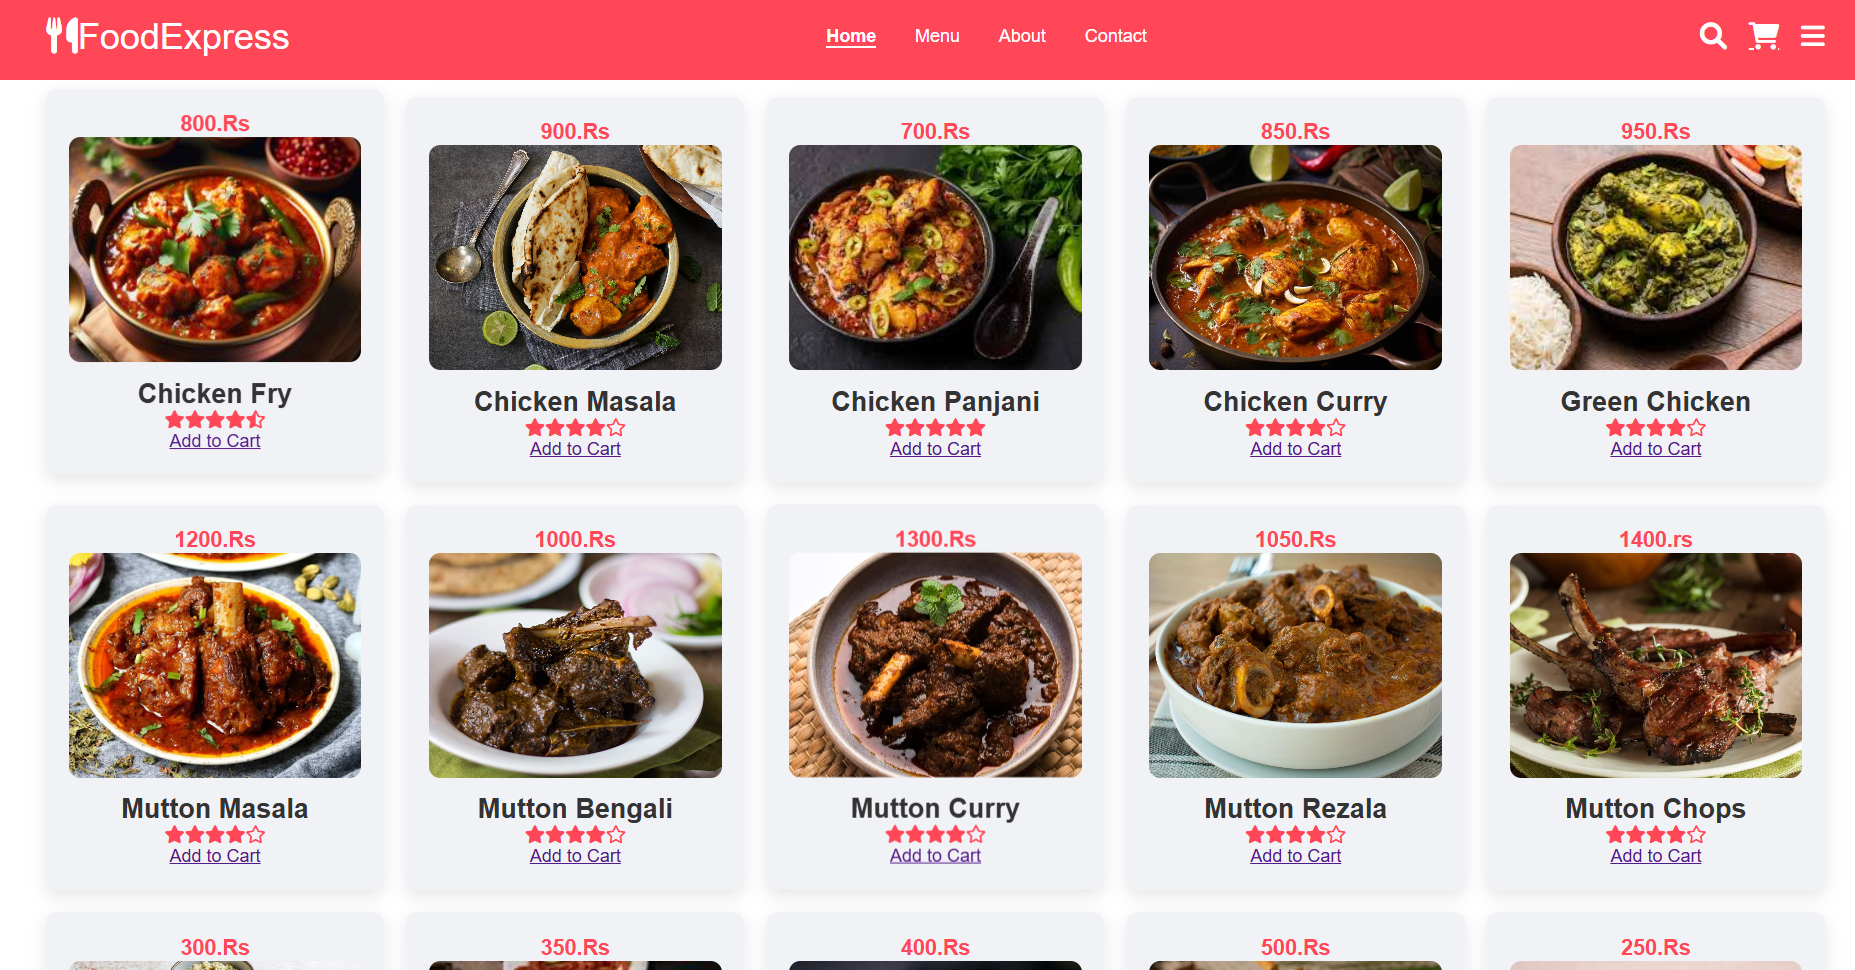 FoodExpress
Home Menu About Contact
800.Rs
Chicken Fry
Add to Cart
900.Rs
Chicken Masala
Add to Cart
700.Rs
Chicken Panjani
Add to Cart
850.Rs
Chicken Curry
Add to Cart
950.Rs
Green Chicken
Add to Cart
1200.Rs
Mutton Masala
Add to Cart
1000.Rs
Mutton Bengali
Add to Cart
1300.Rs
Mutton Curry
Add to Cart
1050.Rs
Mutton Rezala
Add to Cart
1400.rs
Mutton Chops
Add to Cart
300.Rs
350.Rs
400.Rs
500.Rs
250.Rs